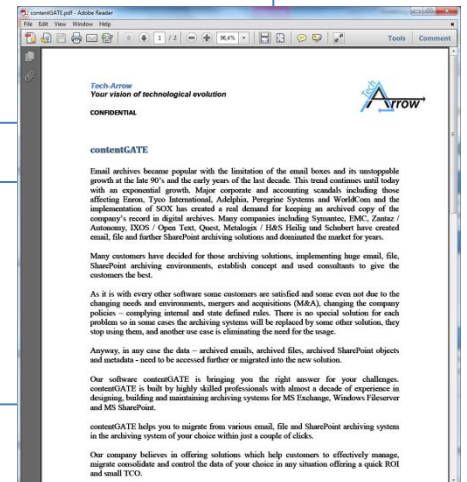 contentGATE.pdf - Adobe Reader
File Edit View Window Help
1 / 2 96,4% Tools Comment
Tech-Arrow
Your vision of technological evolution
Tech
Arrow
CONFIDENTIAL
contentGATE
Email archives became popular with the limitation of the email boxes and its unstoppable
growth at the late 90's and the early years of the last decade. This trend continues until today
with an exponential growth. Major corporate and accounting scandals including those
affecting Enron, Tyco International, Adelphia, Peregrine Systems and WorldCom and the
implementation of SOX has created a real demand for keeping an archived copy of the
company's record in digital archives. Many companies including Symantec, EMC, Zantaz /
Autonomy, IXOS / Open Text, Quest, Metalogix / H&S Heilig und Schubert have created
email, file and further SharePoint archiving solutions and dominated the market for years.
Many customers have decided for those archiving solutions, implementing huge email, file,
SharePoint archiving environments, establish concept and used consultants to give the
customers the best.
As it is with every other software some customers are satisfied and some even not due to the
changing needs and environments, mergers and acquisitions (M&A), changing the company
policies – complying internal and state defined rules. There is no special solution for each
problem so in some cases the archiving systems will be replaced by some other solution, they
stop using them, and another use case is eliminating the need for the usage.
Anyway, in any case the data – archived emails, archived files, archived SharePoint objects
and metadata - need to be accessed further or migrated into the new solution.
Our software contentGATE is bringing you the right answer for your challenges.
contentGATE is built by highly skilled professionals with almost a decade of experience in
designing, building and maintaining archiving systems for MS Exchange, Windows Fileserver
and MS SharePoint.
contentGATE helps you to migrate from various email, file and SharePoint archiving system
in the archiving system of your choice within just a couple of clicks.
Our company believes in offering solutions which help customers to effectively manage,
migrate consolidate and control the data of your choice in any situation offering a quick ROI
and small TCO.